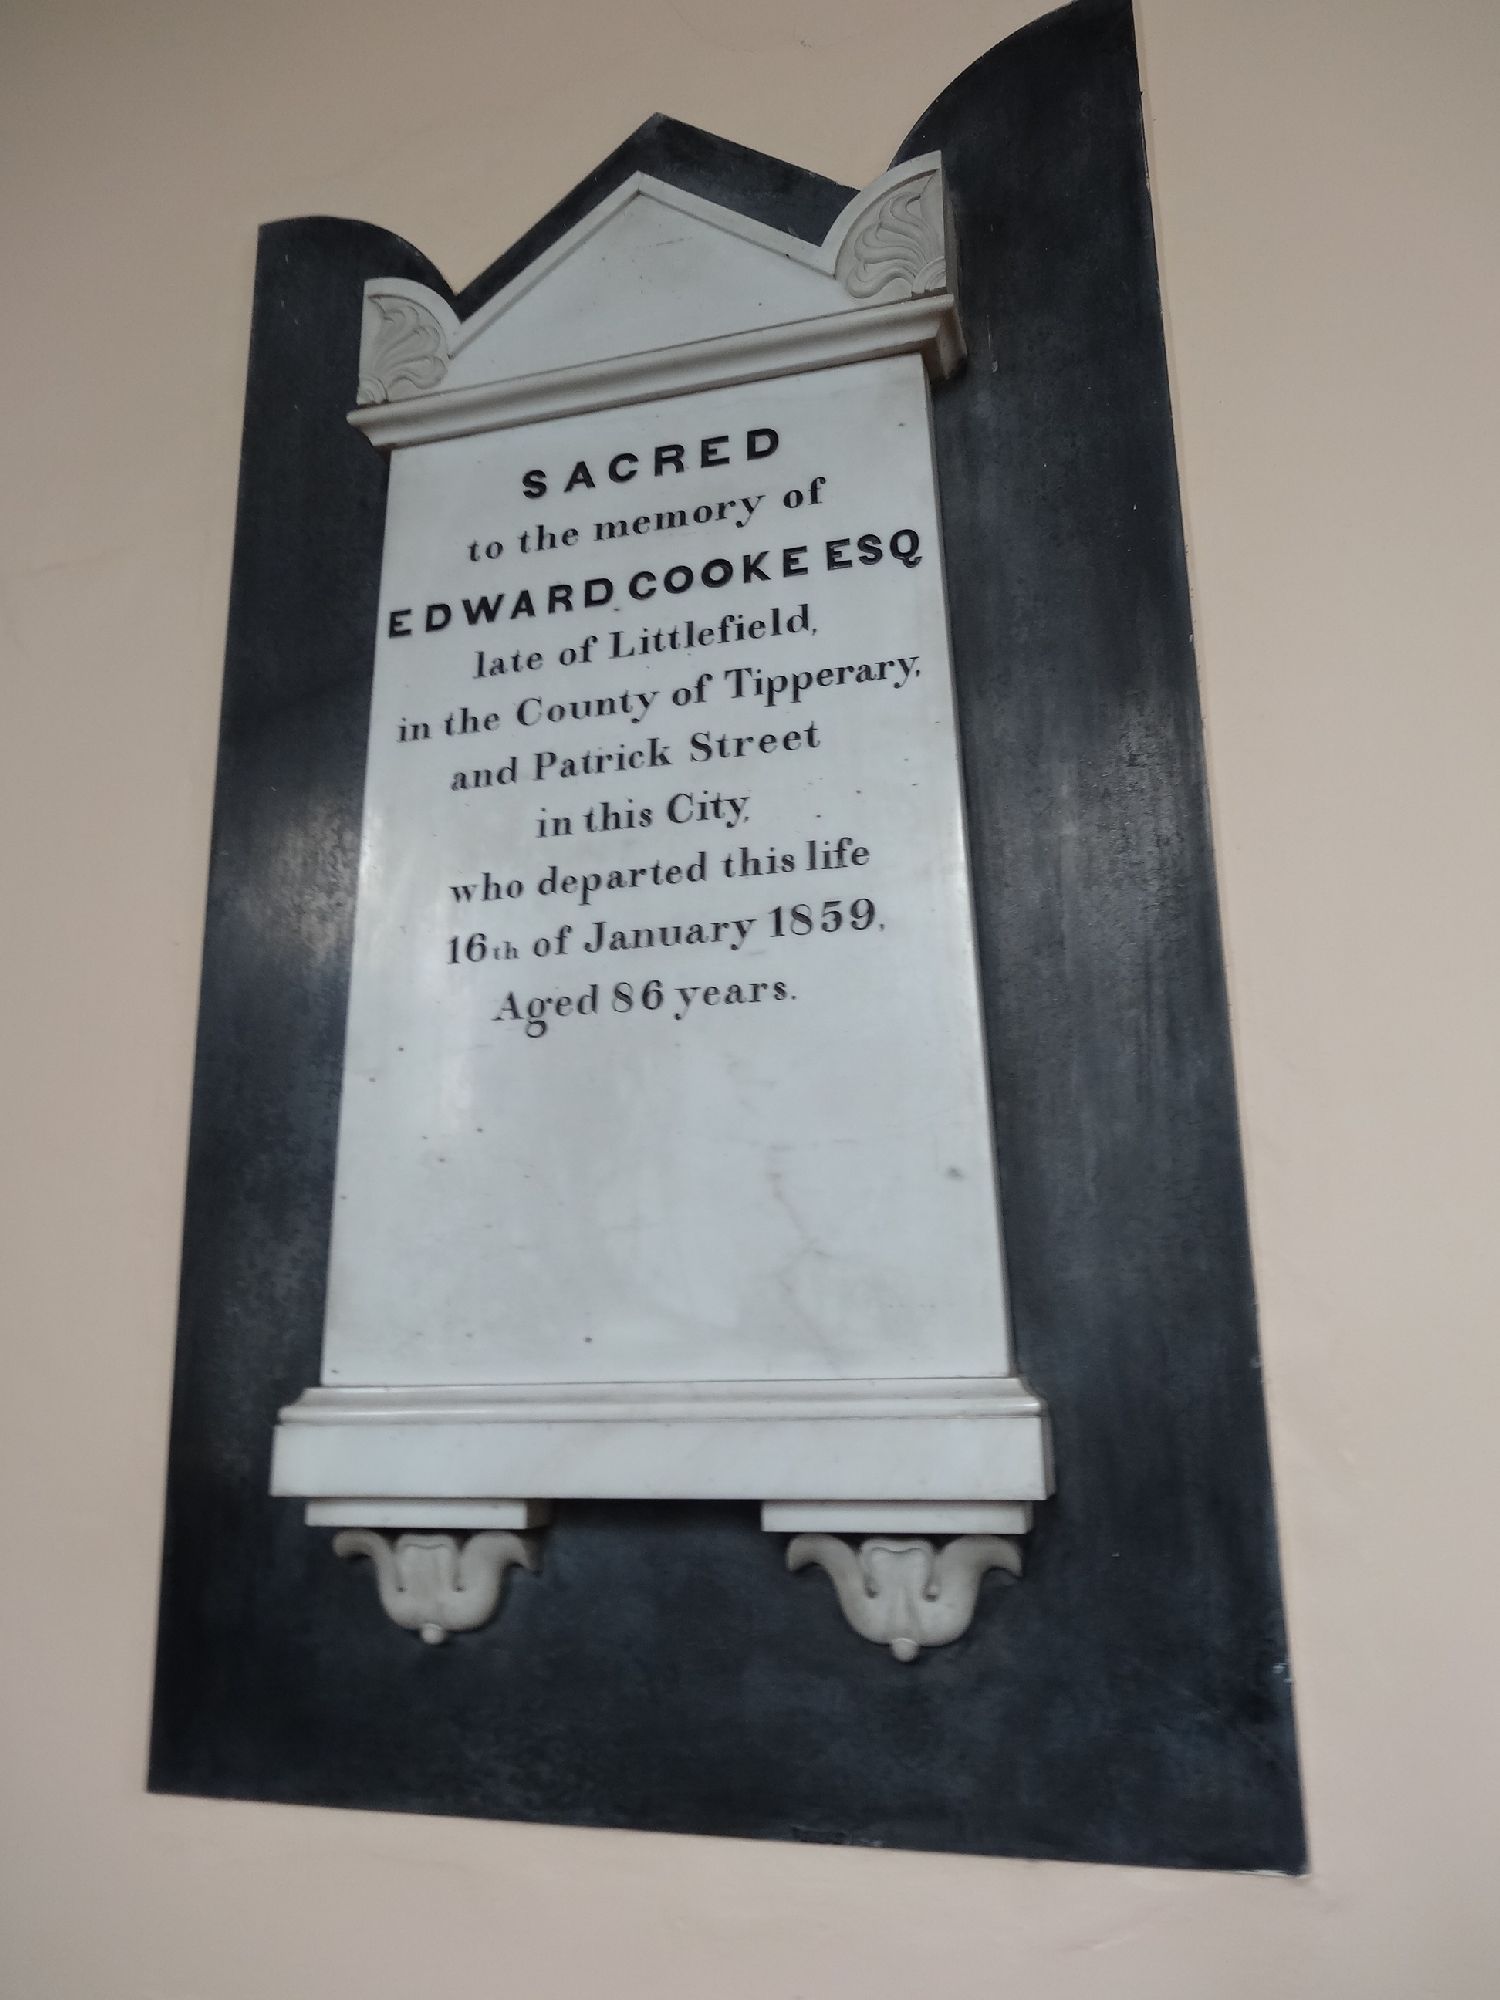 SACRED
to the memory of
EDWARD COOKE ESQ
late of Littlefield,
in the County of Tipperary,
and Patrick Street
in this City,
who departed this life
16th of January 1859,
Aged 86 years.